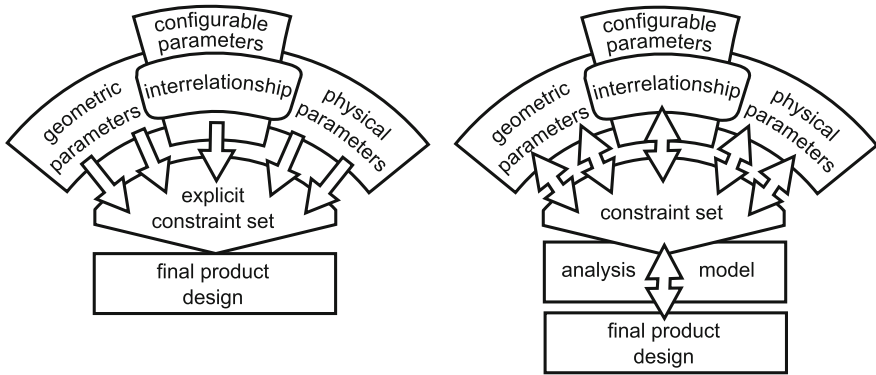 configurable
parameters
interrelationship
geometric
parameters
physical
parameters
explicit
constraint set
final product
design
configurable
parameters
interrelationship
geometric
parameters
physical
parameters
constraint set
analysis model
final product
design